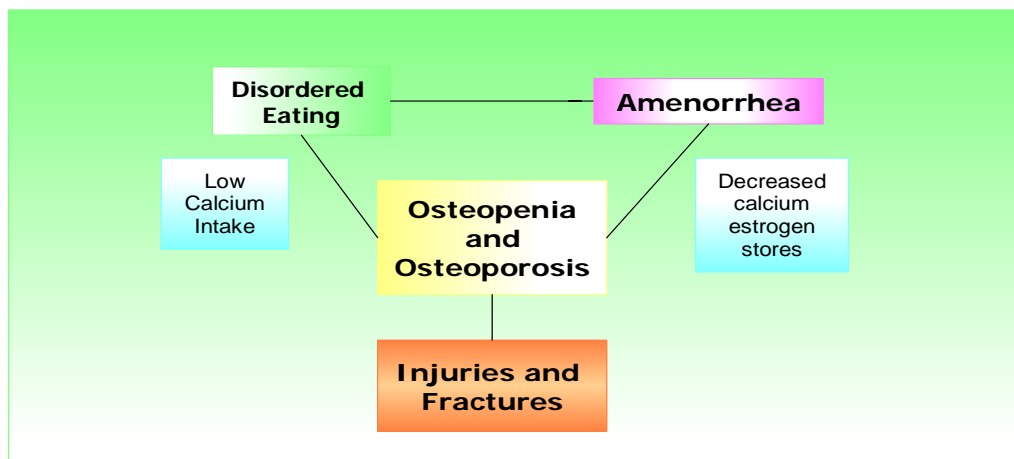 Disordered
Eating
Amenorrhea
Low
Calcium
Intake
Osteopenia
and
Osteoporosis
Decreased
calcium
estrogen
stores
Injuries and
Fractures